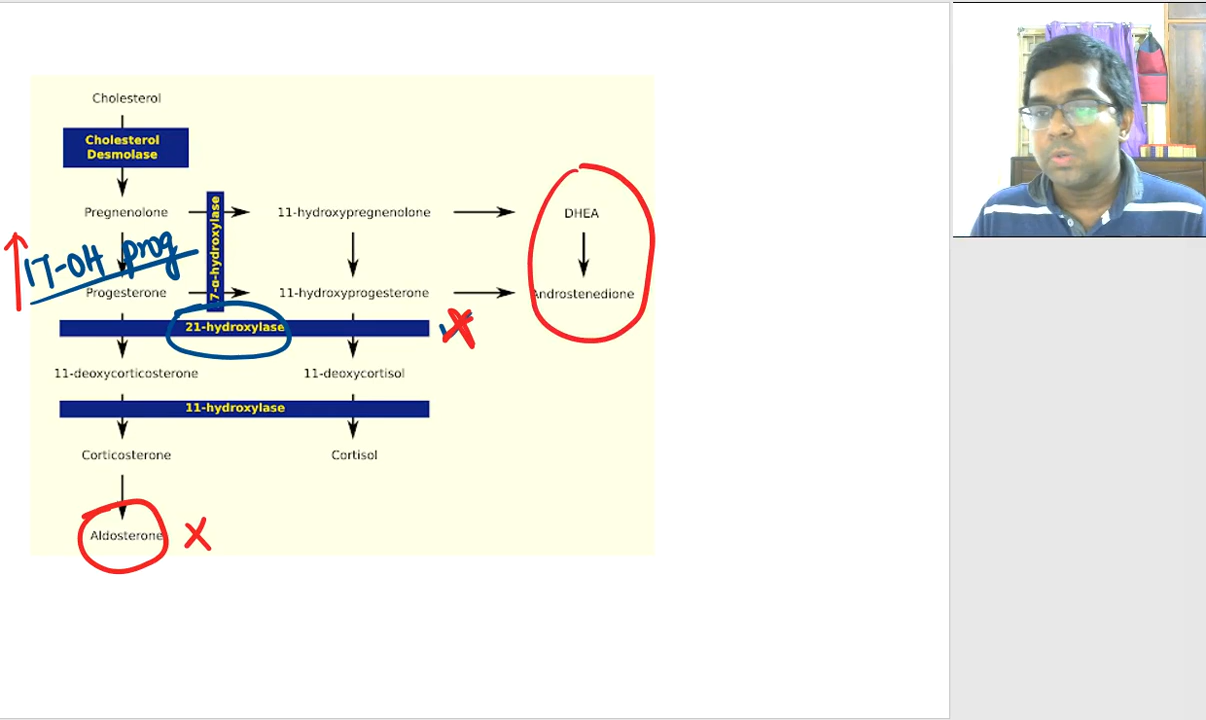 Cholesterol
Cholesterol
Desmolase
Pregnenolone
11-hydroxypregnenolone
DHEA
7-α-hydroxylase
17-OH prog
Progesterone
11-hydroxyprogesterone
Androstenedione
21-hydroxylase
11-deoxycorticosterone
11-deoxycortisol
11-hydroxylase
Corticosterone
Cortisol
Aldosterone
X